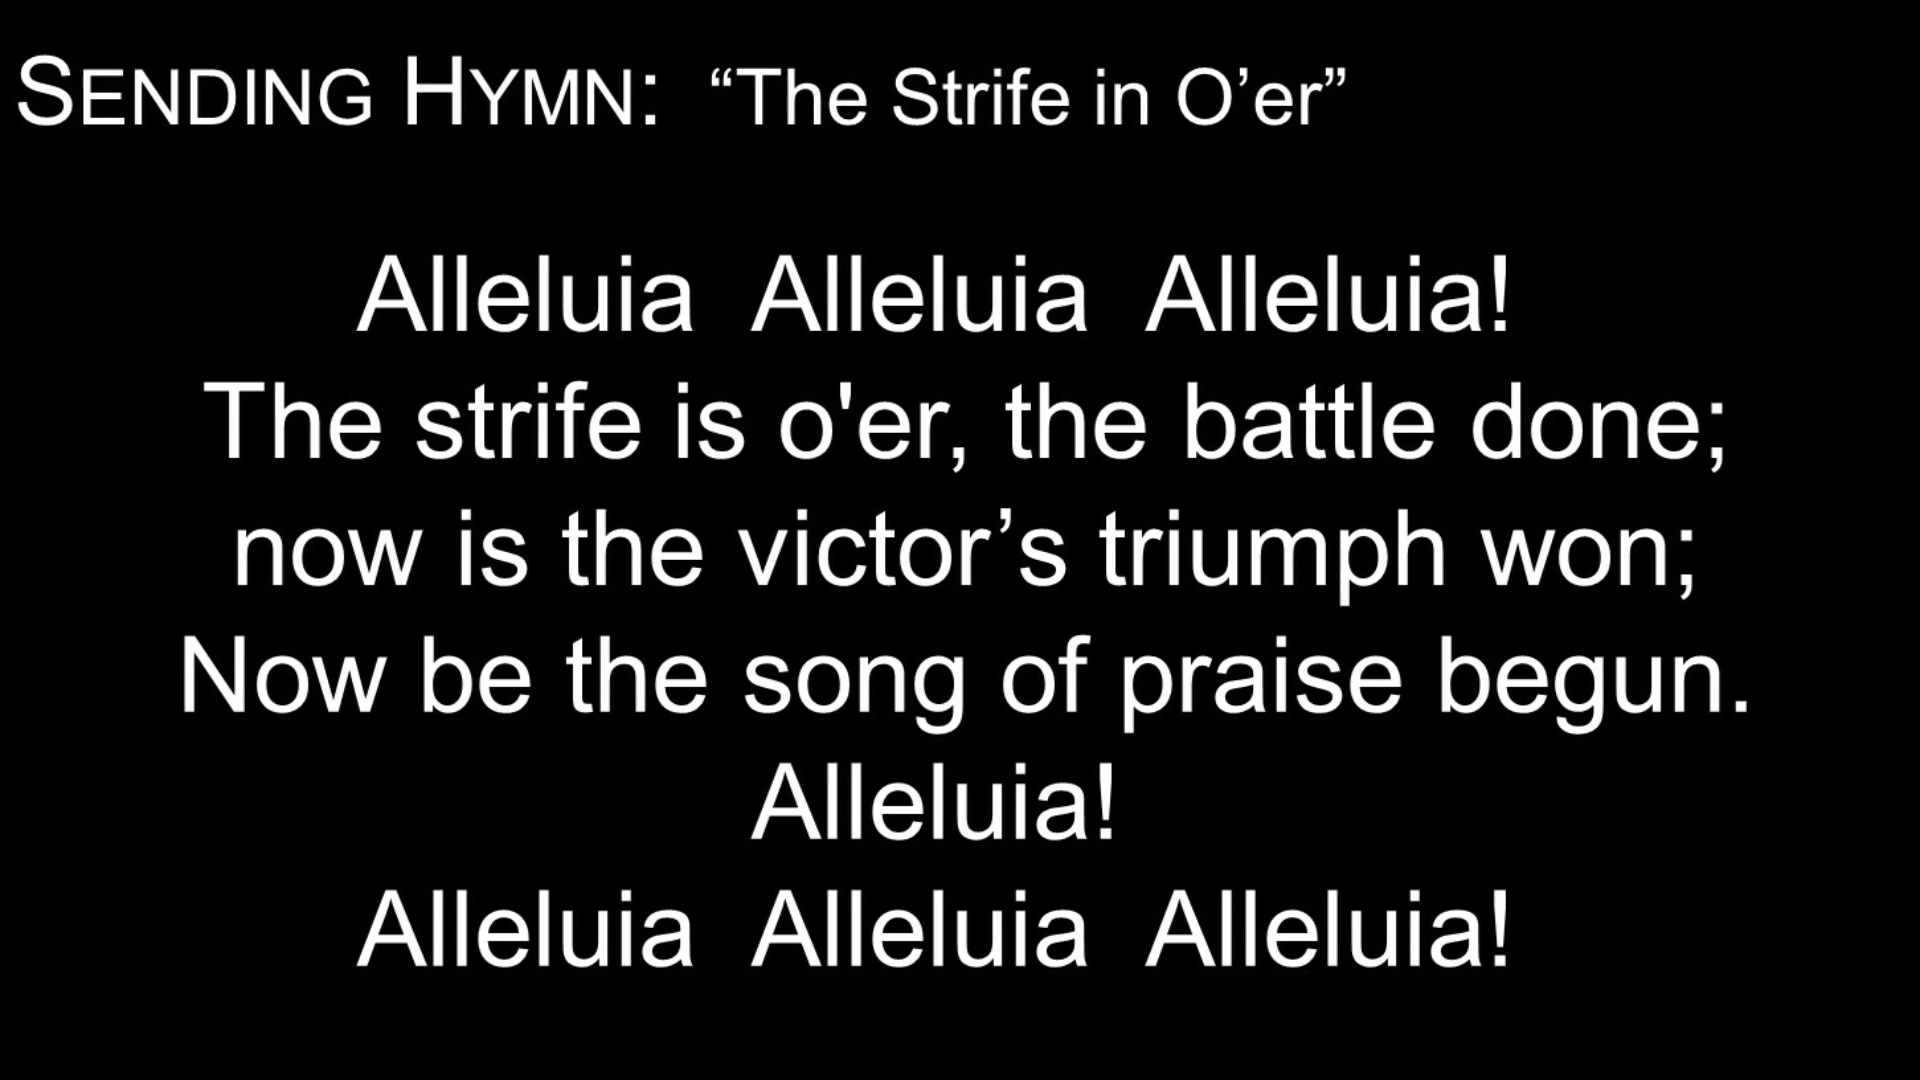 SENDING HYMN: “The Strife in O’er”
Alleluia Alleluia Alleluia!
The strife is o'er, the battle done;
now is the victor’s triumph won;
Now be the song of praise begun.
Alleluia!
Alleluia Alleluia Alleluia!